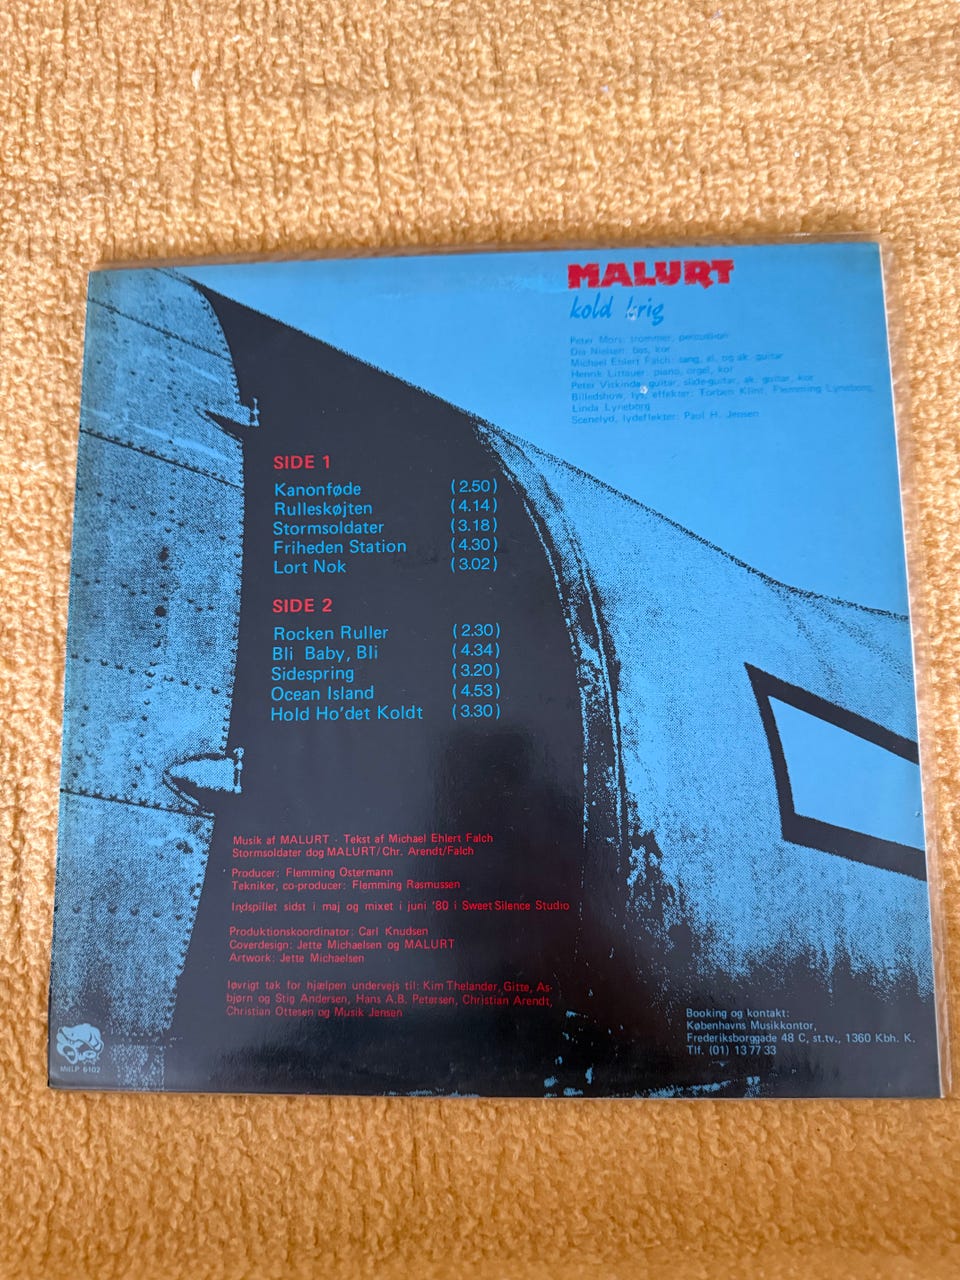 MALURT
kold krig
Peter Mors: trommer, percussion
Dia Nielsen: bas, kor
Michael Ehlert Falch: sang, el. og ak. guitar
Henrik Littauer: piano, orgel, kor
Peter Viskinde: guitar, slide-guitar, ak. guitar, kor
Billedshow, lys, effekter: Torben Klint, Flemming Lyneborg,
Linda Lyneborg
Scenelyd, lydeffekter: Paul H. Jensen
SIDE 1
Kanonføde (2.50)
Rulleskøjten (4.14)
Stormsoldater (3.18)
Friheden Station (4.30)
Lort Nok (3.02)
SIDE 2
Rocken Ruller (2.30)
Bli Baby, Bli (4.34)
Sidespring (3.20)
Ocean Island (4.53)
Hold Ho'det Koldt (3.30)
Musik af MALURT - Tekst af Michael Ehlert Falch
Stormsoldater dog MALURT/Chr. Arendt/Falch
Producer: Flemming Ostermann
Tekniker, co-producer: Flemming Rasmussen
Indspillet sidst i maj og mixet i juni '80 i Sweet Silence Studio
Produktionskoordinator: Carl Knudsen
Coverdesign: Jette Michaelsen og MALURT
Artwork: Jette Michaelsen
Iøvrigt tak for hjælpen undervejs til: Kim Thelander, Gitte, As-
bjørn og Stig Andersen, Hans A.B. Petersen, Christian Arendt,
Christian Ottesen og Musik Jensen
Booking og kontakt:
Københavns Musikkontor,
Frederiksborggade 48 C, st.tv., 1360 Kbh. K.
Tlf. (01) 13 77 33
MdLP 6102